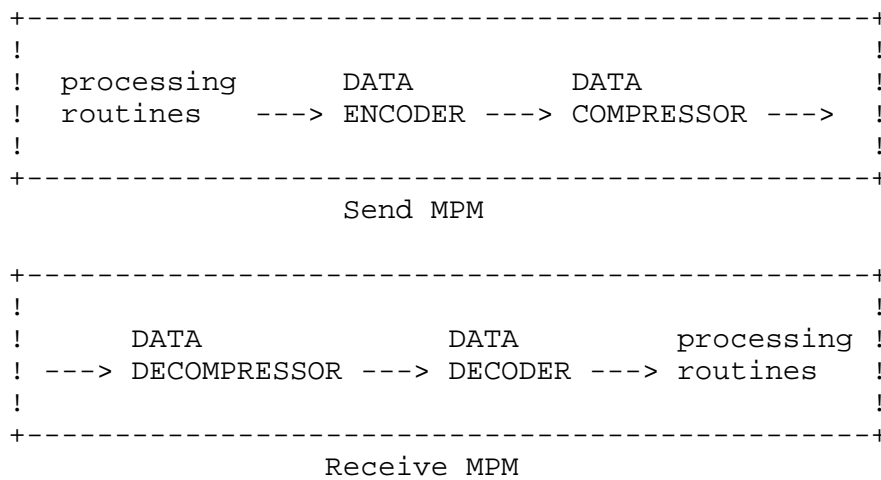 +------------------------------------------------+
!                                                !
!  processing      DATA        DATA              !
!  routines   ---> ENCODER ---> COMPRESSOR --->  !
!                                                !
+------------------------------------------------+
                   Send MPM
+------------------------------------------------+
!                                                !
!      DATA              DATA         processing !
! ---> DECOMPRESSOR ---> DECODER ---> routines   !
!                                                !
+------------------------------------------------+
                  Receive MPM